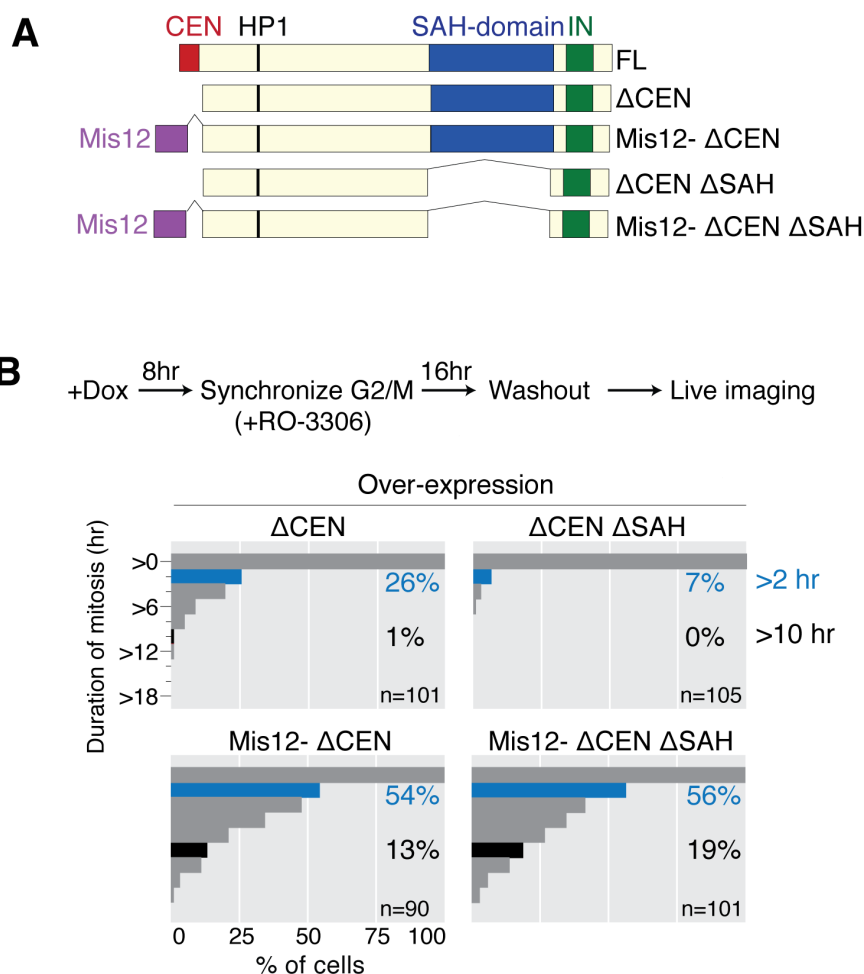 A
CEN HP1 SAH-domain IN
FL
ΔCEN
Mis12 Mis12- ΔCEN
ΔCEN ΔSAH
Mis12 Mis12- ΔCEN ΔSAH
B
+Dox 8hr Synchronize G2/M 16hr Washout Live imaging
(+RO-3306)
Over-expression
ΔCEN ΔCEN ΔSAH
Duration of mitosis (hr)
>0
26% 7% >2 hr
>6
1% 0% >10 hr
>12
>18
n=101 n=105
Mis12- ΔCEN Mis12- ΔCEN ΔSAH
54% 56%
13% 19%
n=90 n=101
0 25 50 75 100
% of cells